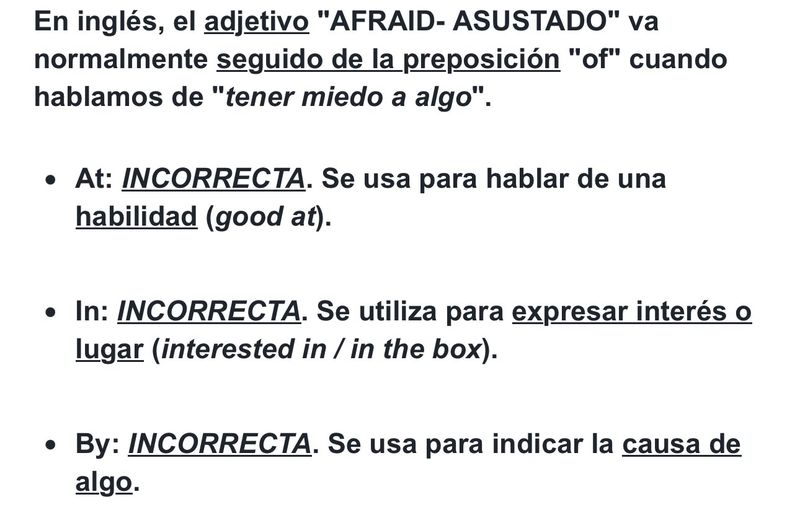 En inglés, el adjetivo "AFRAID- ASUSTADO" va
normalmente seguido de la preposición "of" cuando
hablamos de "tener miedo a algo".
• At: INCORRECTA. Se usa para hablar de una
habilidad (good at).
• In: INCORRECTA. Se utiliza para expresar interés o
lugar (interested in / in the box).
• By: INCORRECTA. Se usa para indicar la causa de
algo.